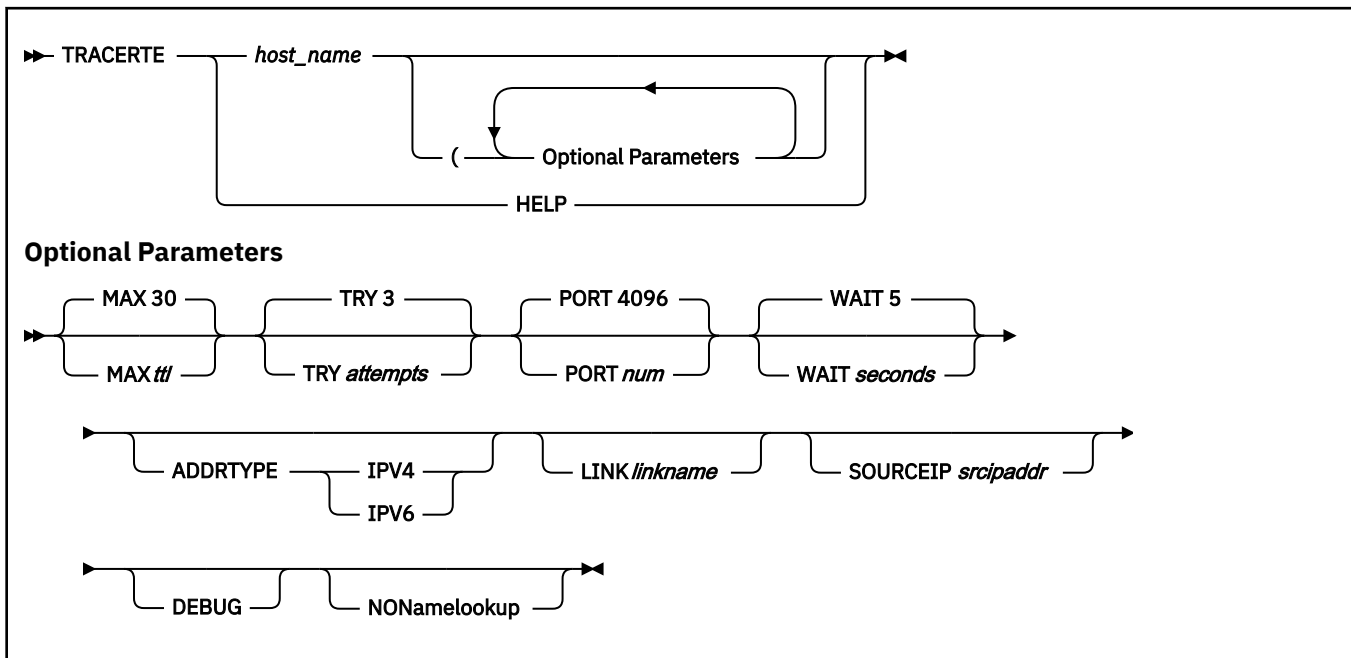 TRACERTE host_name
( Optional Parameters
HELP
Optional Parameters
MAX 30 TRY 3 PORT 4096 WAIT 5
MAX ttl TRY attempts PORT num WAIT seconds
ADDRTYPE IPV4 LINK linkname SOURCEIP srcipaddr
IPV6
DEBUG NONamelookup